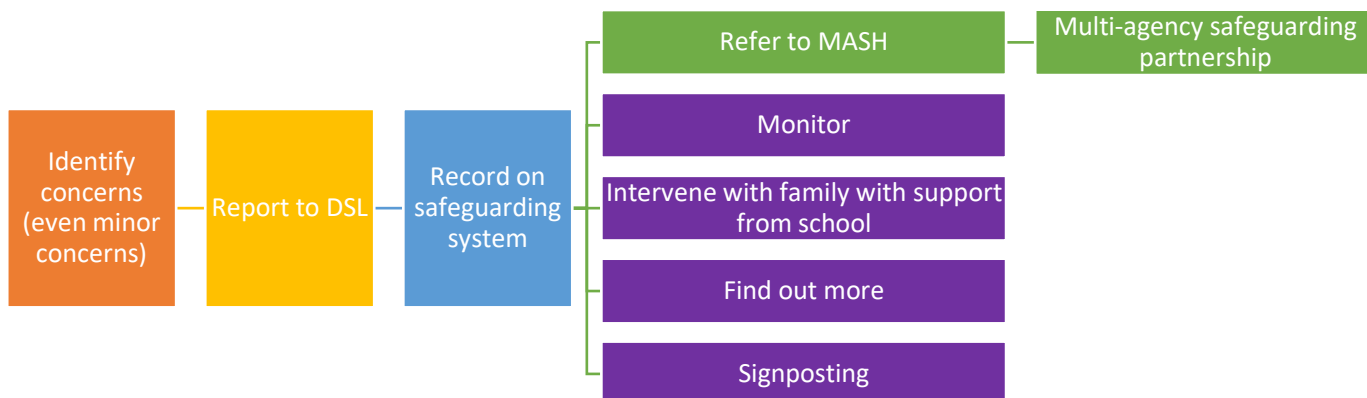 Identify
concerns
(even minor
concerns)
Report to DSL
Record on
safeguarding
system
Refer to MASH
Multi-agency safeguarding
partnership
Monitor
Intervene with family with support
from school
Find out more
Signposting